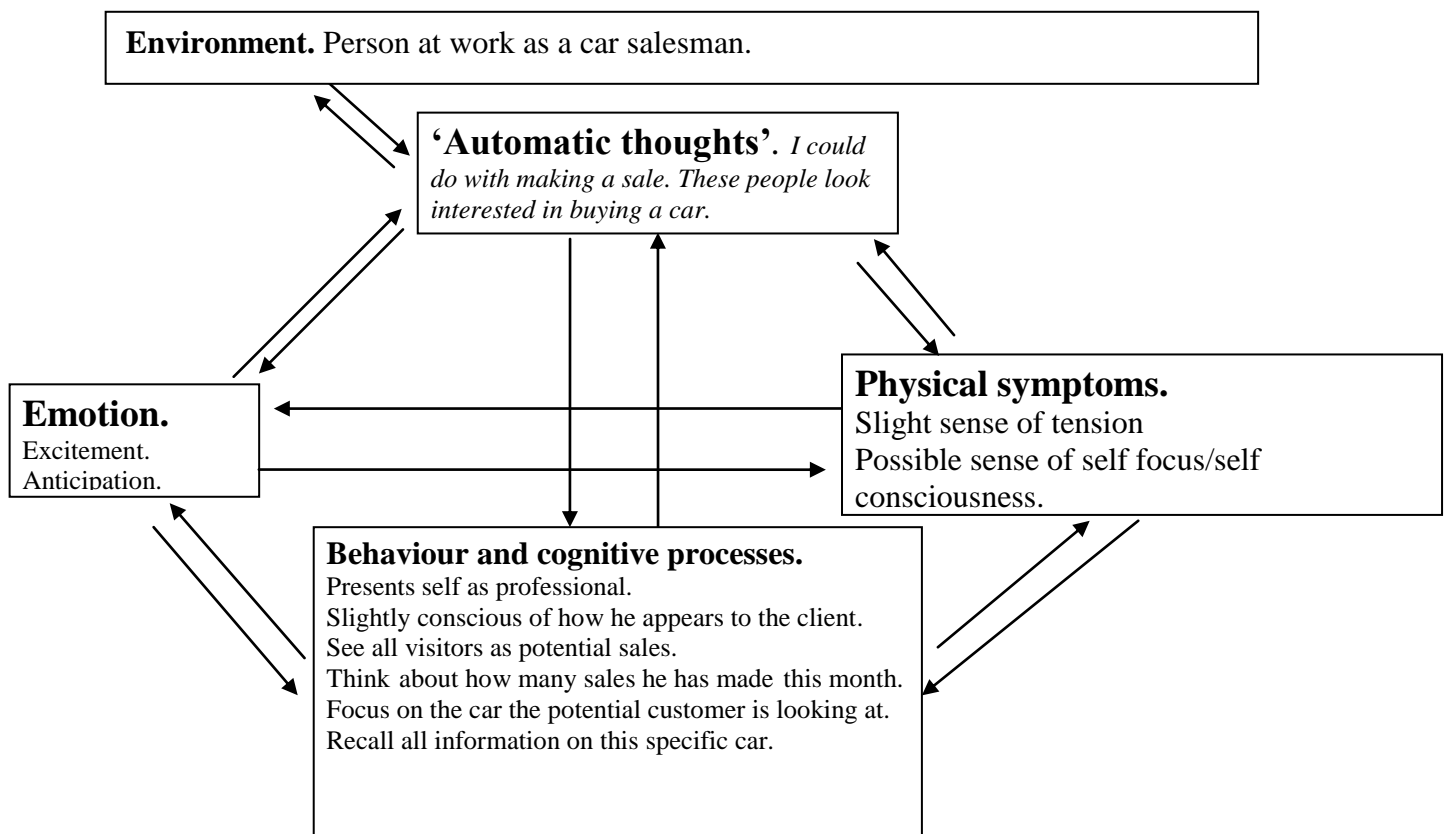 Environment. Person at work as a car salesman.
‘Automatic thoughts’. I could
do with making a sale. These people look
interested in buying a car.
Emotion.
Excitement.
Anticipation.
Physical symptoms.
Slight sense of tension
Possible sense of self focus/self
consciousness.
Behaviour and cognitive processes.
Presents self as professional.
Slightly conscious of how he appears to the client.
See all visitors as potential sales.
Think about how many sales he has made this month.
Focus on the car the potential customer is looking at.
Recall all information on this specific car.